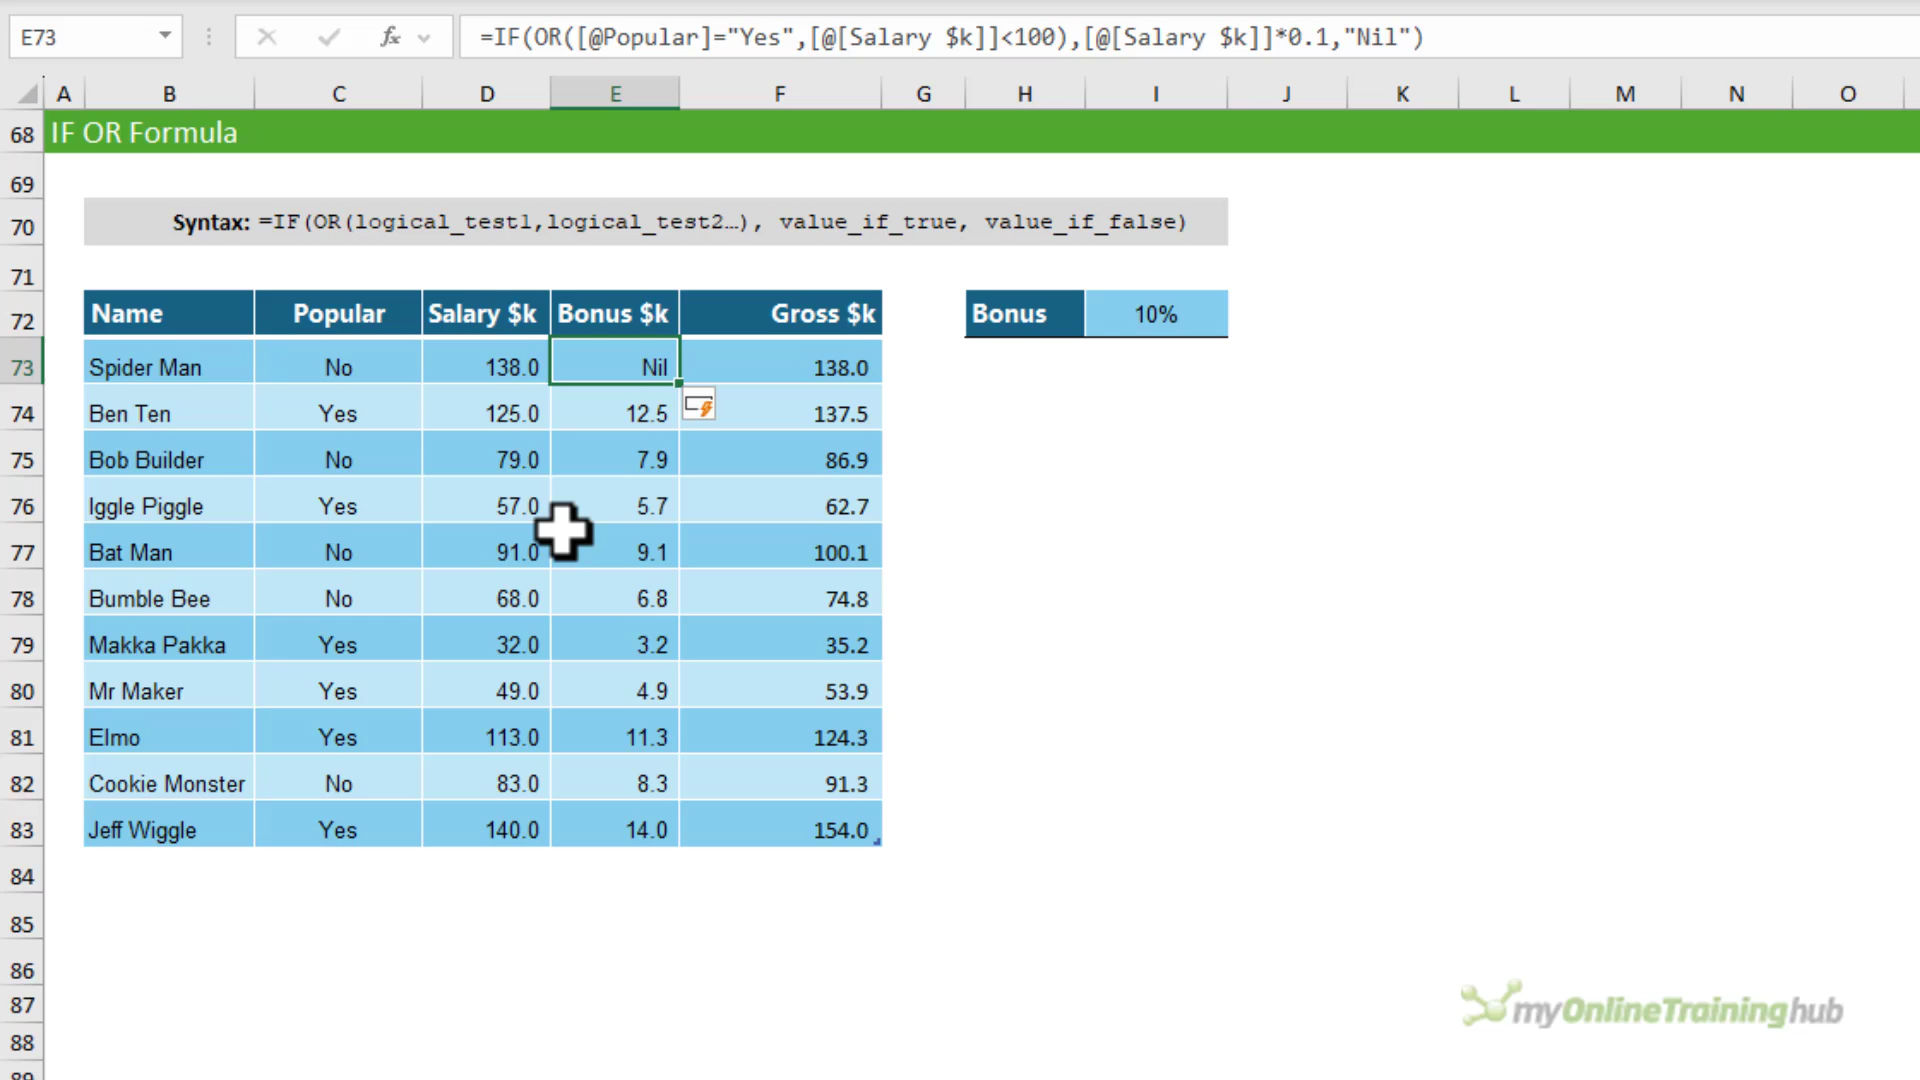 E73 fx =IF(OR([@Popular]="Yes",[@[Salary $k]]<100),[@[Salary $k]]*0.1,"Nil")
A B C D E F G H I J K L M N O
68 IF OR Formula
69
70 Syntax: =IF(OR(logical_test1,logical_test2…), value_if_true, value_if_false)
71
72 Name Popular Salary $k Bonus $k Gross $k Bonus 10%
73 Spider Man No 138.0 Nil 138.0
74 Ben Ten Yes 125.0 12.5 137.5
75 Bob Builder No 79.0 7.9 86.9
76 Iggle Piggle Yes 57.0 5.7 62.7
77 Bat Man No 91.0 9.1 100.1
78 Bumble Bee No 68.0 6.8 74.8
79 Makka Pakka Yes 32.0 3.2 35.2
80 Mr Maker Yes 49.0 4.9 53.9
81 Elmo Yes 113.0 11.3 124.3
82 Cookie Monster No 83.0 8.3 91.3
83 Jeff Wiggle Yes 140.0 14.0 154.0
84
85
86
87
myOnlineTraininghub
88
89